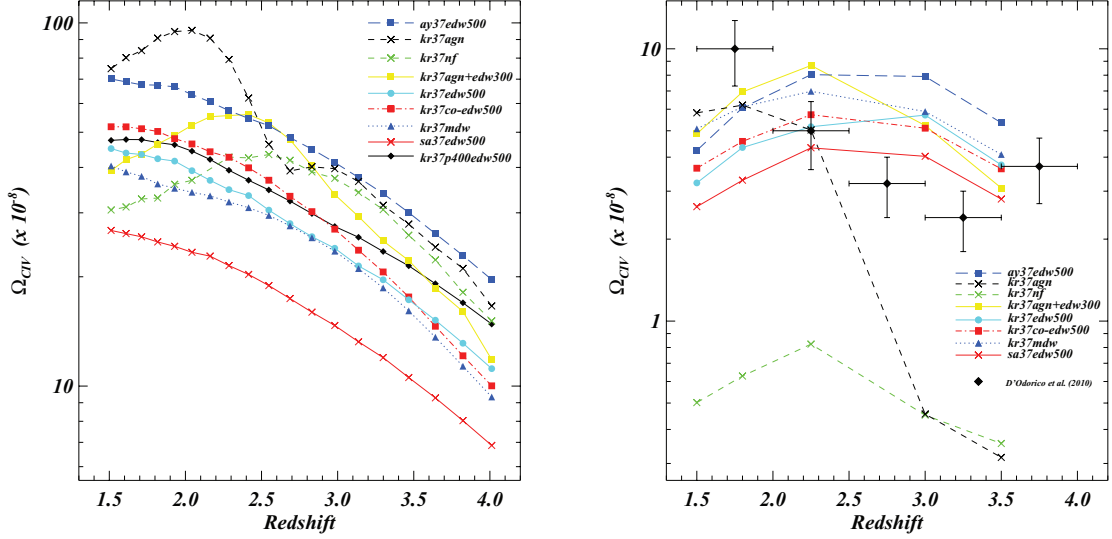 100
10
Ω_CIV (x 10^-8)
1.5 2.0 2.5 3.0 3.5 4.0
Redshift
ay37edw500
kr37agn
kr37nf
kr37agn+edw300
kr37edw500
kr37co-edw500
kr37mdw
sa37edw500
kr37p400edw500
10
1
Ω_CIV (x 10^-8)
1.5 2.0 2.5 3.0 3.5 4.0
Redshift
ay37edw500
kr37agn
kr37nf
kr37agn+edw300
kr37edw500
kr37co-edw500
kr37mdw
sa37edw500
D'Odorico et al. (2010)